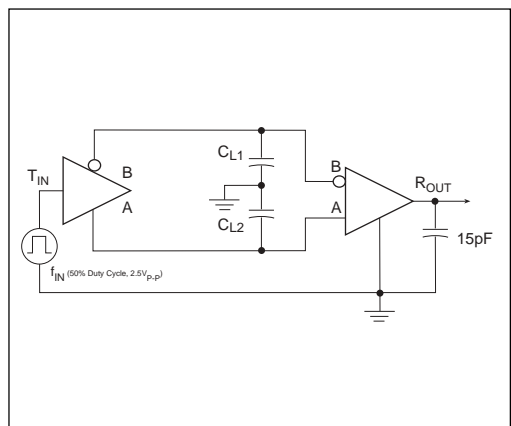 C_L1
B
B
T_IN
R_OUT
A
A
C_L2
15pF
f_IN (50% Duty Cycle, 2.5V_P-P)